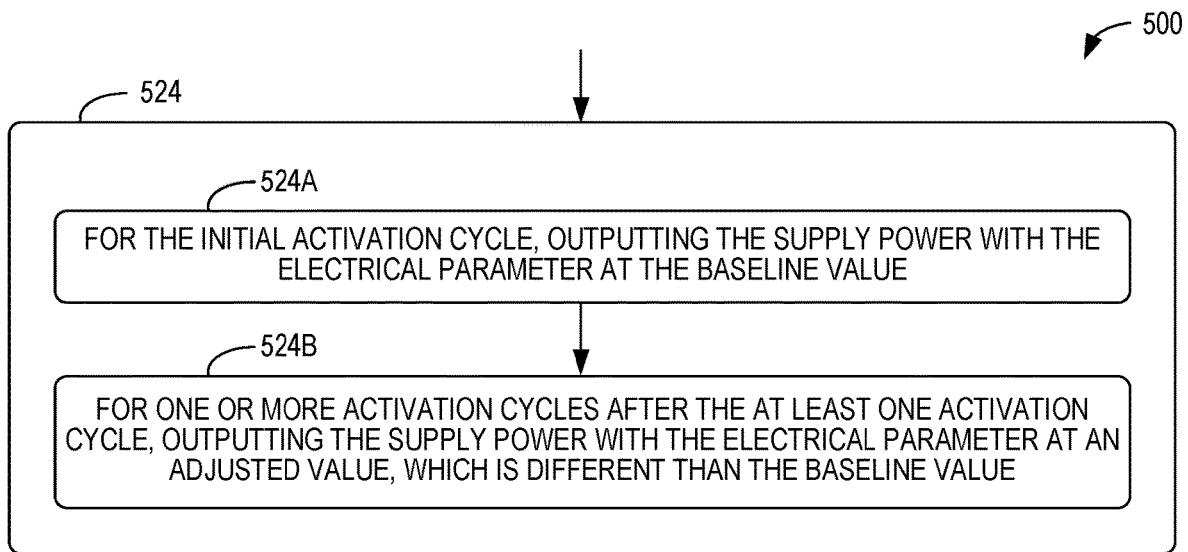 500
524
524A
FOR THE INITIAL ACTIVATION CYCLE, OUTPUTTING THE SUPPLY POWER WITH THE
ELECTRICAL PARAMETER AT THE BASELINE VALUE
524B
FOR ONE OR MORE ACTIVATION CYCLES AFTER THE AT LEAST ONE ACTIVATION
CYCLE, OUTPUTTING THE SUPPLY POWER WITH THE ELECTRICAL PARAMETER AT AN
ADJUSTED VALUE, WHICH IS DIFFERENT THAN THE BASELINE VALUE